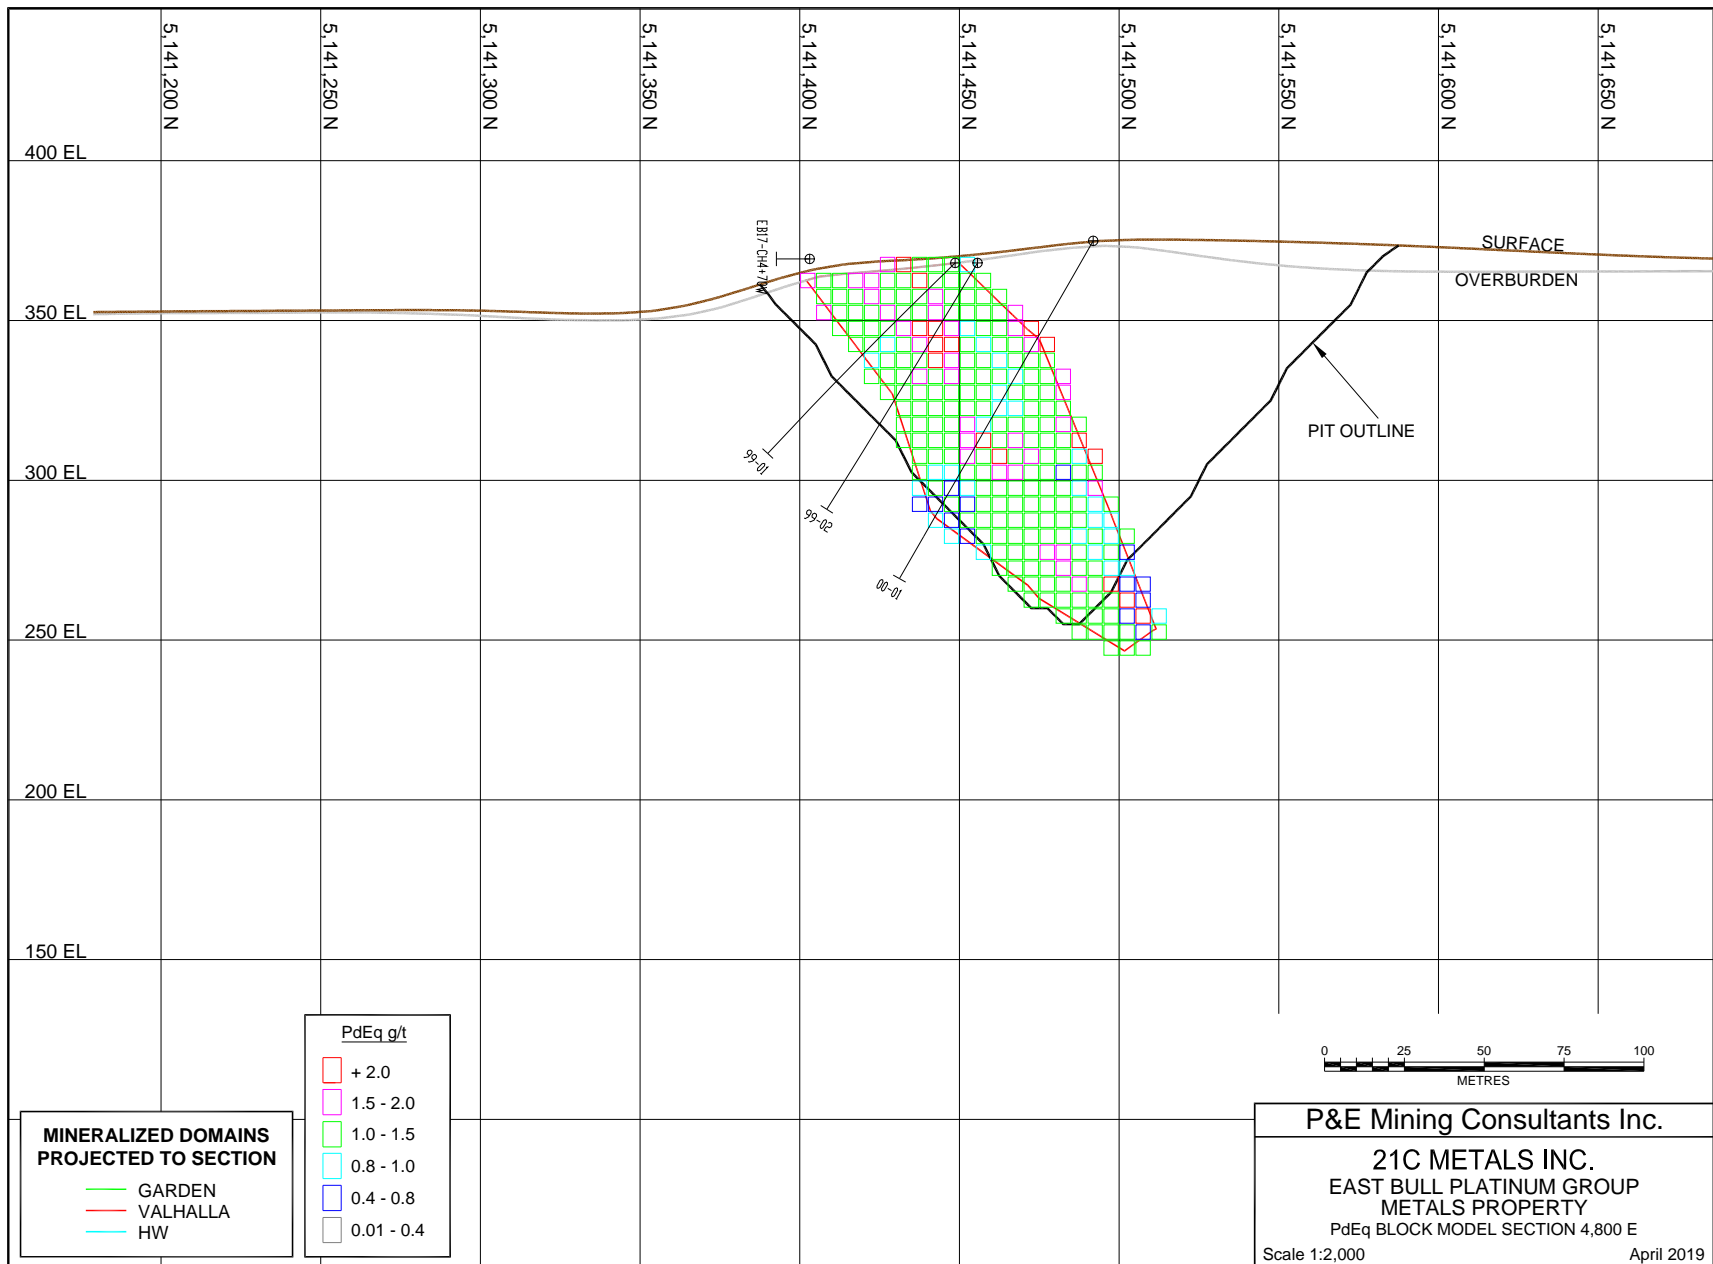 5,141,200 N
5,141,250 N
5,141,300 N
5,141,350 N
5,141,400 N
5,141,450 N
5,141,500 N
5,141,550 N
5,141,600 N
5,141,650 N
400 EL
350 EL
300 EL
250 EL
200 EL
150 EL
SURFACE
OVERBURDEN
PIT OUTLINE
99-01
99-02
00-01
PdEq g/t
+ 2.0
1.5 - 2.0
1.0 - 1.5
0.8 - 1.0
0.4 - 0.8
0.01 - 0.4
MINERALIZED DOMAINS
PROJECTED TO SECTION
GARDEN
VALHALLA
HW
0 25 50 75 100
METRES
P&E Mining Consultants Inc.
21C METALS INC.
EAST BULL PLATINUM GROUP
METALS PROPERTY
PdEq BLOCK MODEL SECTION 4,800 E
Scale 1:2,000 April 2019